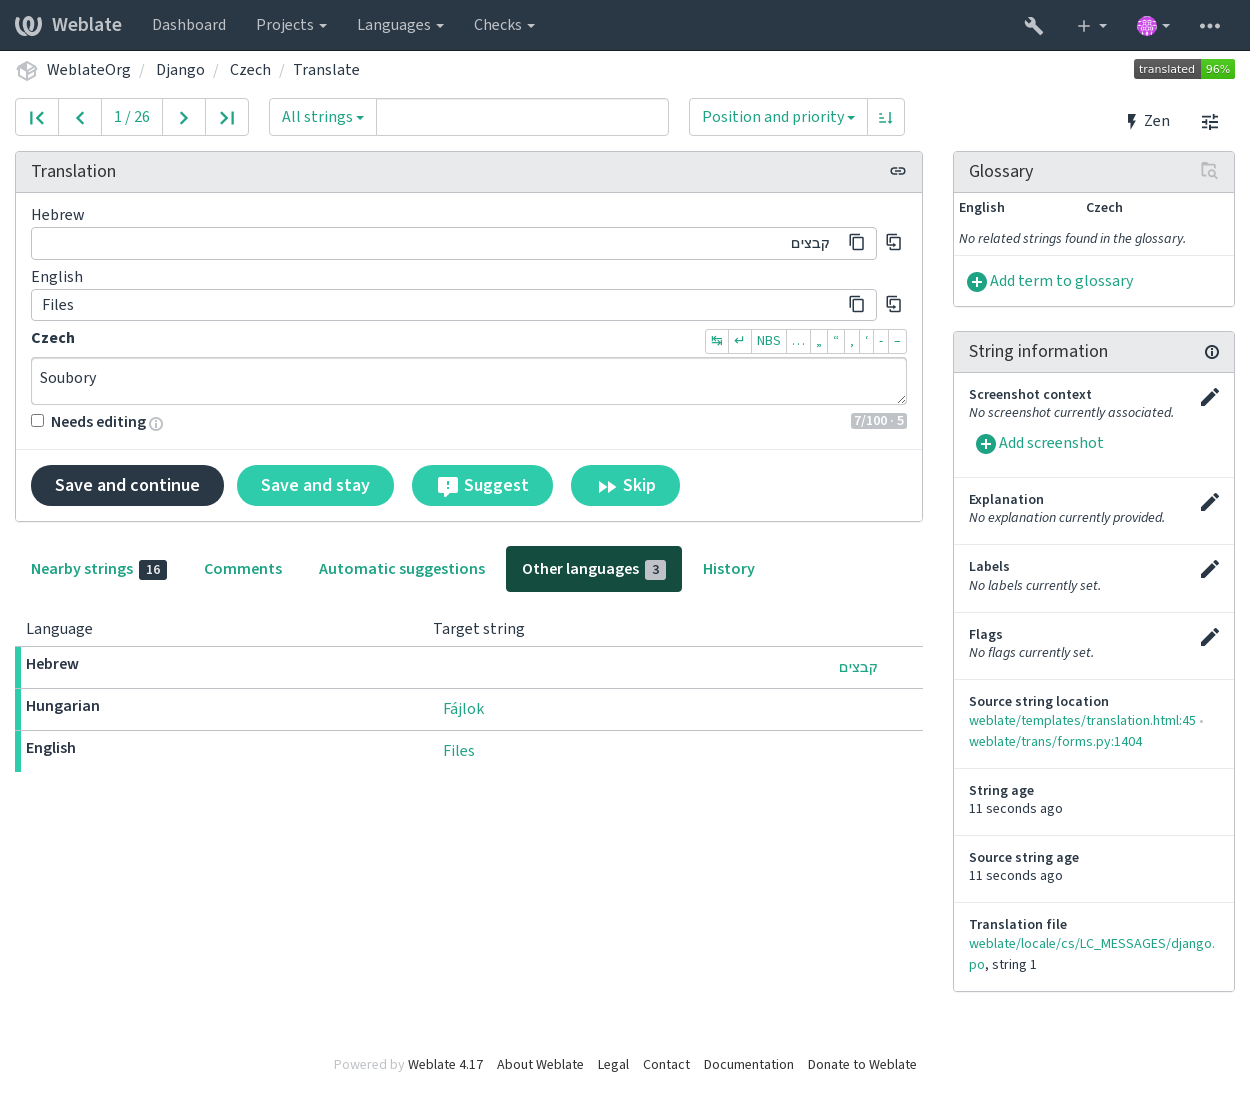 Weblate Dashboard Projects Languages Checks
WeblateOrg / Django / Czech / Translate
translated 96%
1 / 26
All strings
Position and priority
Zen
Translation
Hebrew
קבצים
English
Files
Czech
↹ ↵ NBS … „ “ ‚ ‘ - –
Soubory
Needs editing
7/100 · 5
Save and continue
Save and stay
Suggest
Skip
Nearby strings 16
Comments
Automatic suggestions
Other languages 3
History
Language Target string
Hebrew קבצים
Hungarian Fájlok
English Files
Glossary
English Czech
No related strings found in the glossary.
Add term to glossary
String information
Screenshot context
No screenshot currently associated.
Add screenshot
Explanation
No explanation currently provided.
Labels
No labels currently set.
Flags
No flags currently set.
Source string location
weblate/templates/translation.html:45 •
weblate/trans/forms.py:1404
String age
11 seconds ago
Source string age
11 seconds ago
Translation file
weblate/locale/cs/LC_MESSAGES/django.
po, string 1
Powered by Weblate 4.17 About Weblate Legal Contact Documentation Donate to Weblate